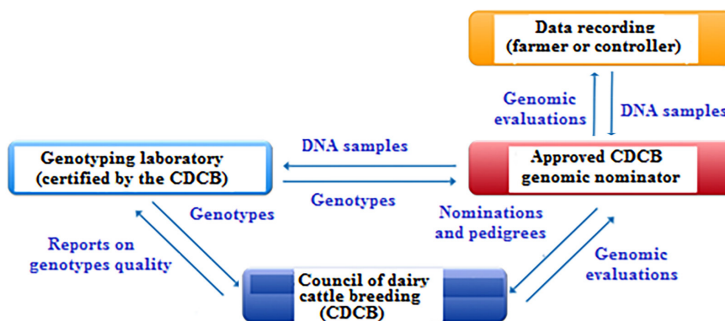 Data recording
(farmer or controller)
Genomic
evaluations
DNA samples
DNA samples
Genotyping laboratory
(certified by the CDCB)
Approved CDCB
genomic nominator
Genotypes
Genotypes
Nominations
and pedigrees
Reports on
genotypes quality
Genomic
evaluations
Council of dairy
cattle breeding
(CDCB)